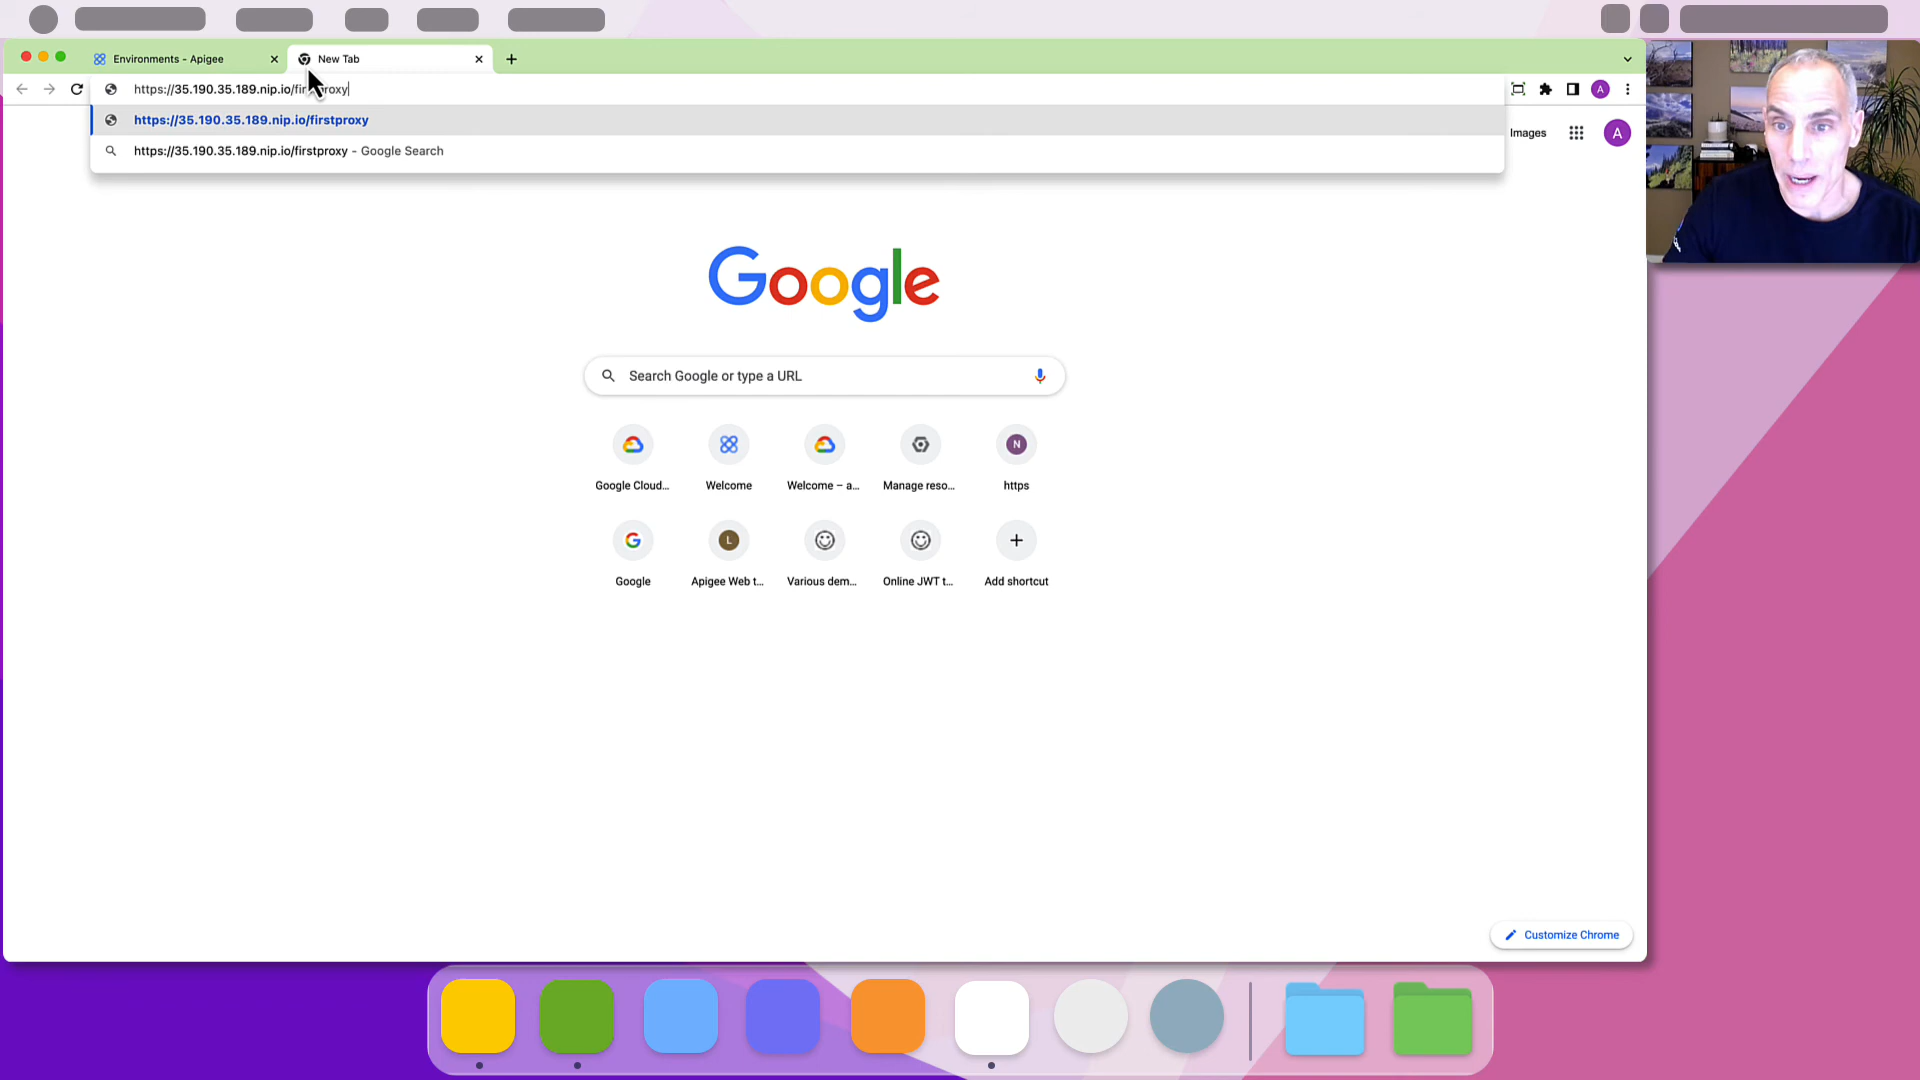 Environments - Apigee
New Tab
https://35.190.35.189.nip.io/fir roxy
https://35.190.35.189.nip.io/firstproxy
https://35.190.35.189.nip.io/firstproxy - Google Search
A
Images
A
Google
Search Google or type a URL
N
Google Cloud...
Welcome
Welcome – a...
Manage reso...
https
G
L
Google
Apigee Web t...
Various dem...
Online JWT t...
Add shortcut
Customize Chrome